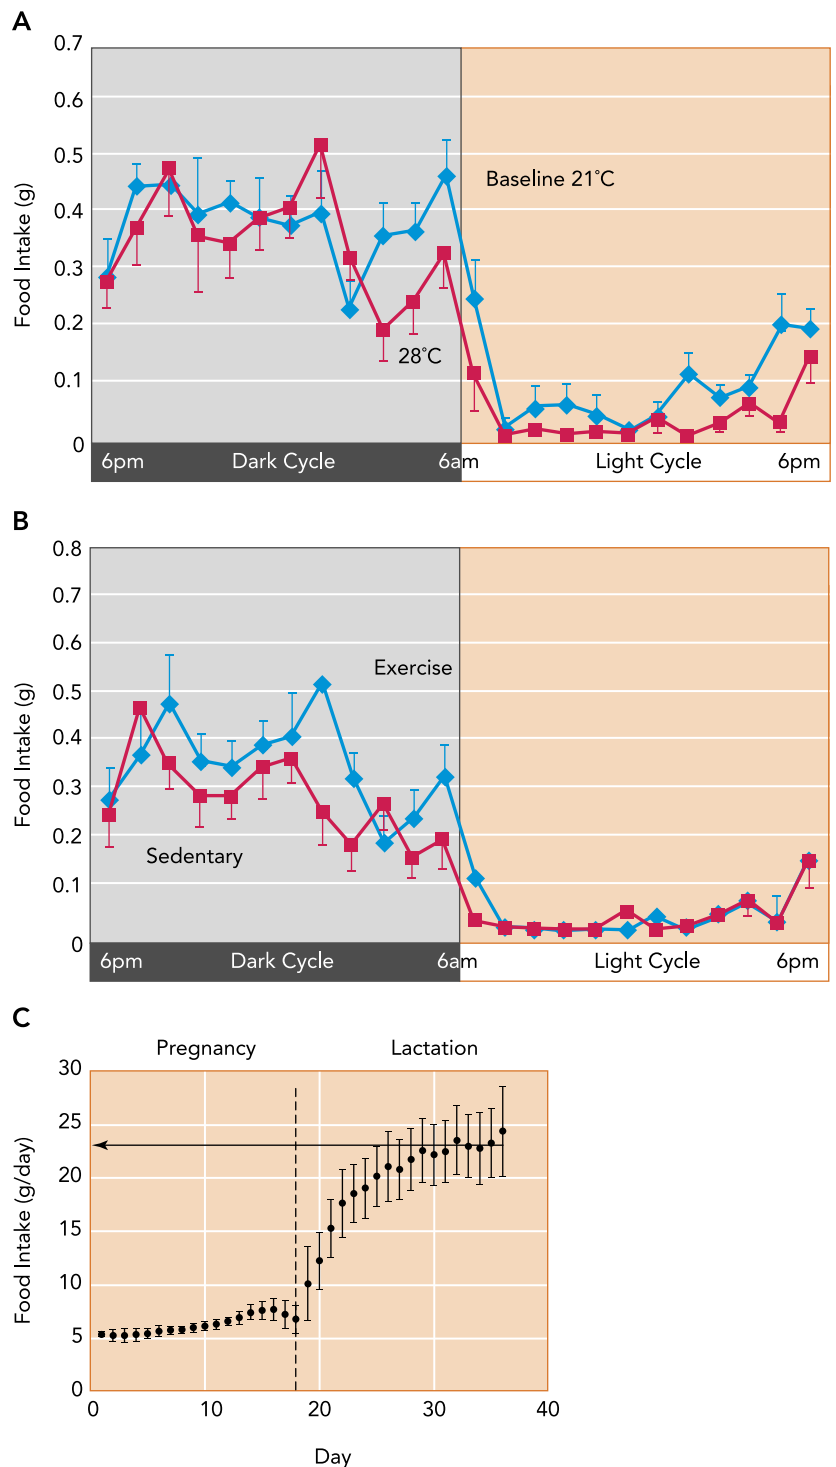 A
0.7
0.6
0.5
0.4
0.3
0.2
0.1
0
Food Intake (g)
Baseline 21˚C
28˚C
6pm Dark Cycle 6am Light Cycle 6pm
B
0.8
0.7
0.6
0.5
0.4
0.3
0.2
0.1
0
Food Intake (g)
Exercise
Sedentary
6pm Dark Cycle 6am Light Cycle 6pm
C
Pregnancy Lactation
30
25
20
15
10
5
0
Food Intake (g/day)
0 10 20 30 40
Day